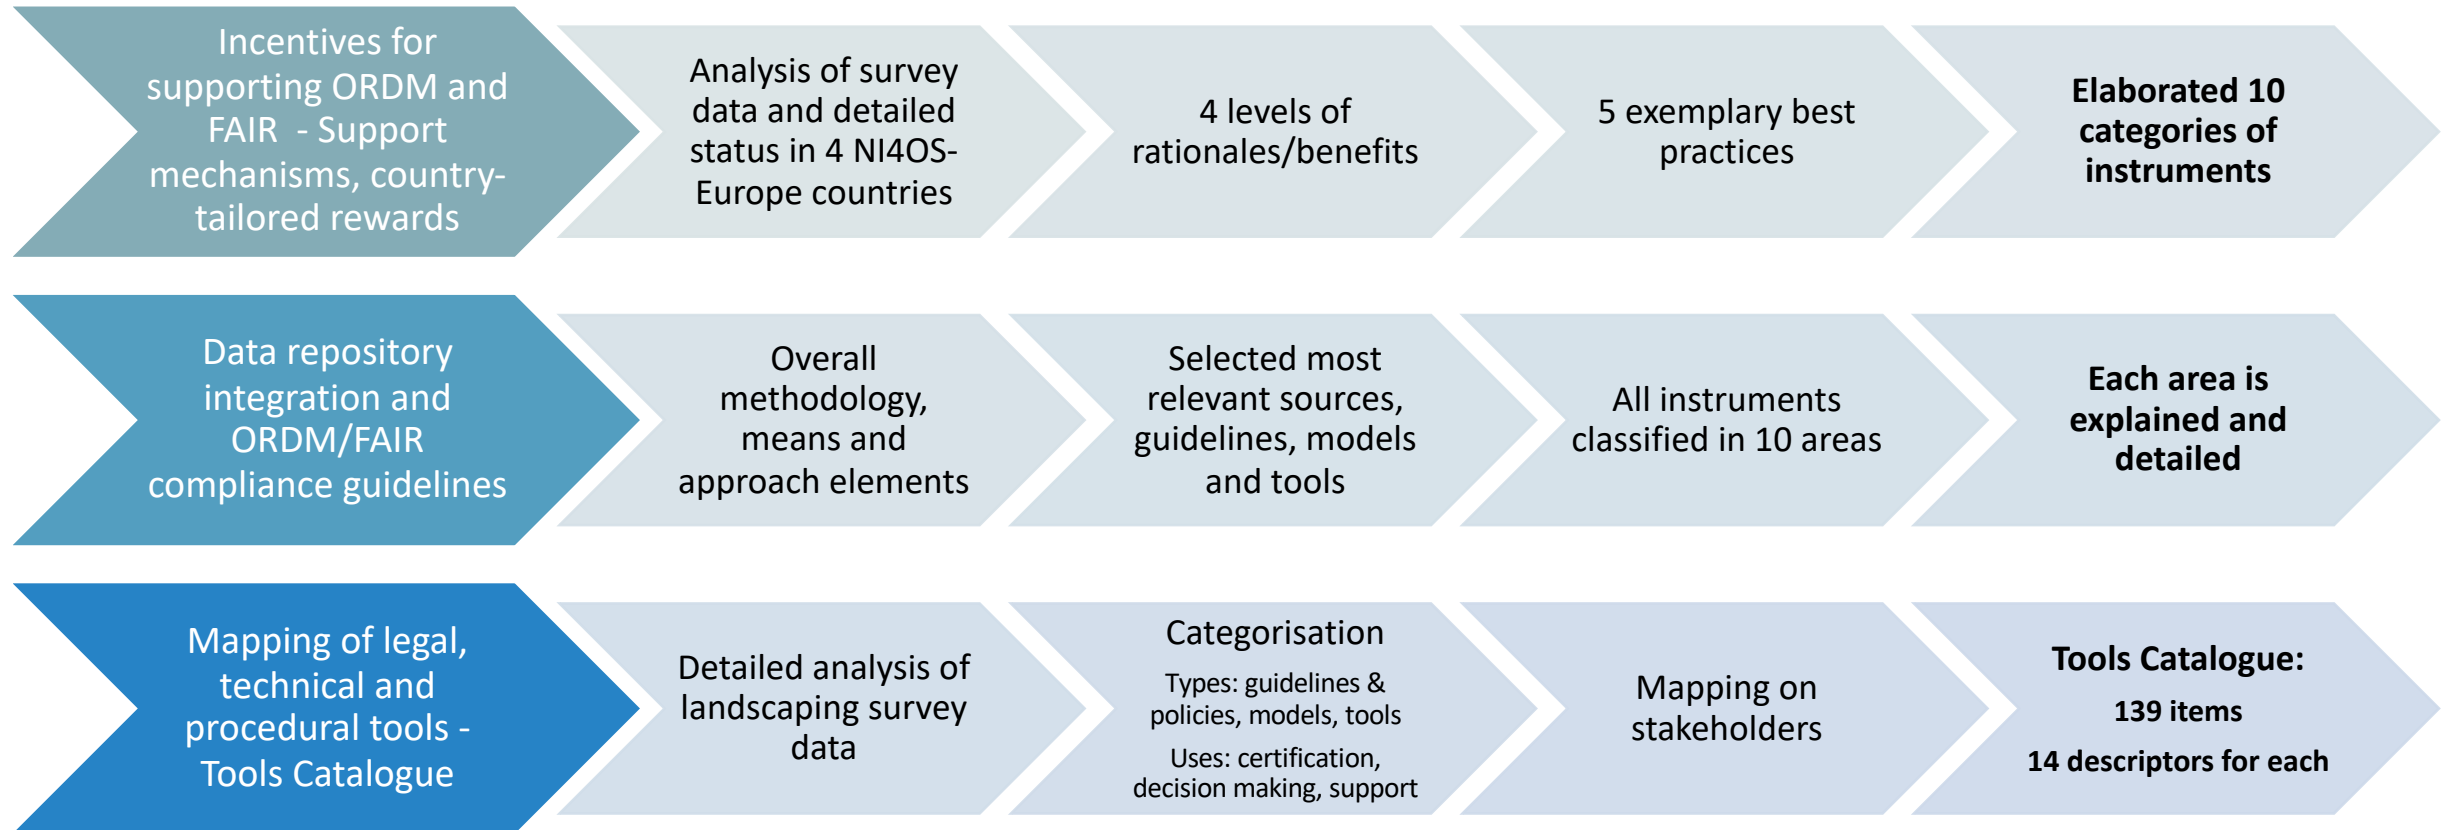 Incentives for
supporting ORDM and
FAIR - Support
mechanisms, country-
tailored rewards
Analysis of survey
data and detailed
status in 4 NI4OS-
Europe countries
4 levels of
rationales/benefits
5 exemplary best
practices
Elaborated 10
categories of
instruments
Data repository
integration and
ORDM/FAIR
compliance guidelines
Overall
methodology,
means and
approach elements
Selected most
relevant sources,
guidelines, models
and tools
All instruments
classified in 10 areas
Each area is
explained and
detailed
Mapping of legal,
technical and
procedural tools -
Tools Catalogue
Detailed analysis of
landscaping survey
data
Categorisation
Types: guidelines &
policies, models, tools
Uses: certification,
decision making, support
Mapping on
stakeholders
Tools Catalogue:
139 items
14 descriptors for each